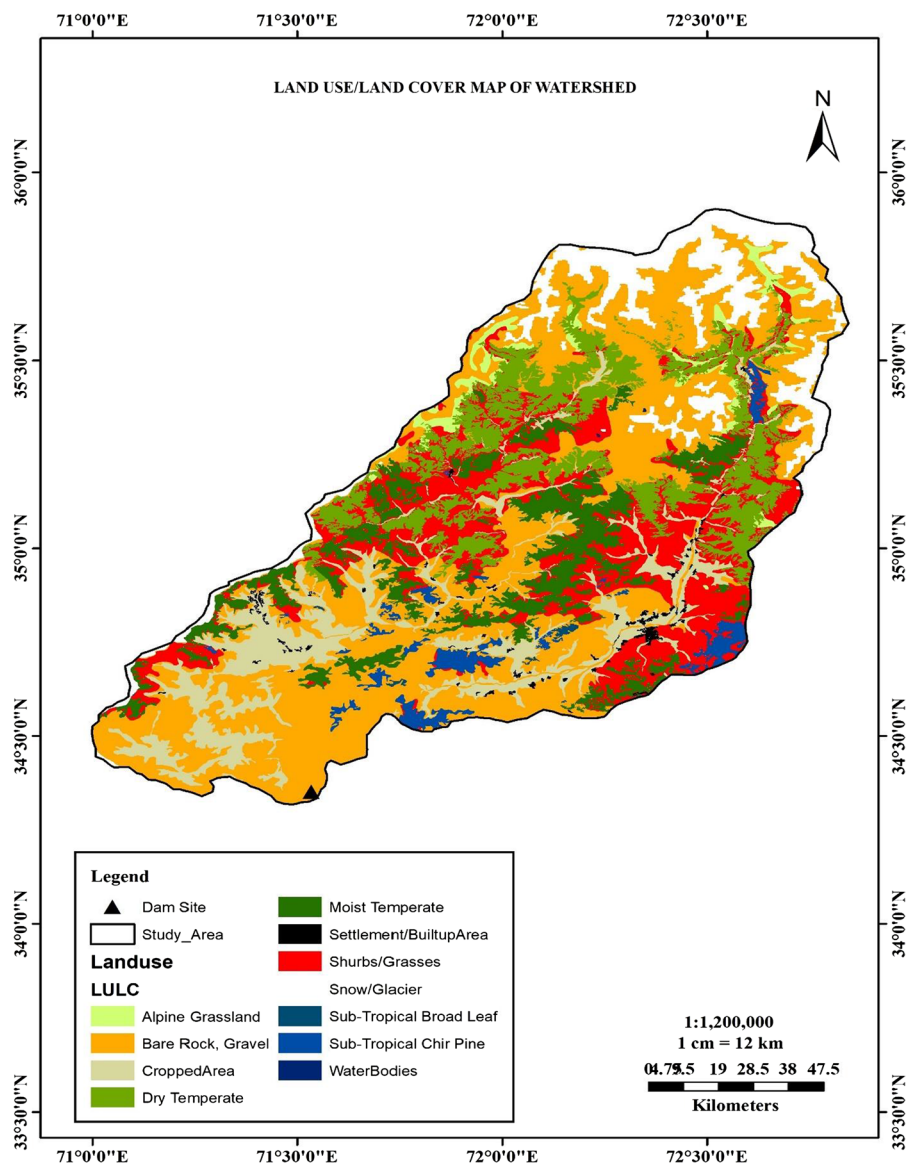 71°0'0"E 71°30'0"E 72°0'0"E 72°30'0"E
LAND USE/LAND COVER MAP OF WATERSHED
N
36°0'0"N 36°0'0"N
35°30'0"N 35°30'0"N
35°0'0"N 35°0'0"N
34°30'0"N 34°30'0"N
34°0'0"N 34°0'0"N
33°30'0"N 33°30'0"N
Legend
Dam Site
Study_Area
Landuse
LULC
Alpine Grassland
Bare Rock, Gravel
CroppedArea
Dry Temperate
Moist Temperate
Settlement/BuiltupArea
Shurbs/Grasses
Snow/Glacier
Sub-Tropical Broad Leaf
Sub-Tropical Chir Pine
WaterBodies
1:1,200,000
1 cm = 12 km
19 28.5 38 47.5
Kilometers
71°0'0"E 71°30'0"E 72°0'0"E 72°30'0"E